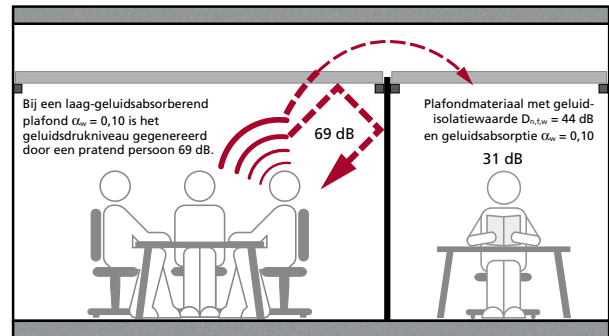 Bij een laag-geluidsabsorberend
plafond αw = 0,10 is het
geluidsdrukniveau gegenereerd
door een pratend persoon 69 dB.
69 dB
Plafondmateriaal met geluid-
isolatiewaarde Dn,f,w = 44 dB
en geluidsabsorptie αw = 0,10
31 dB